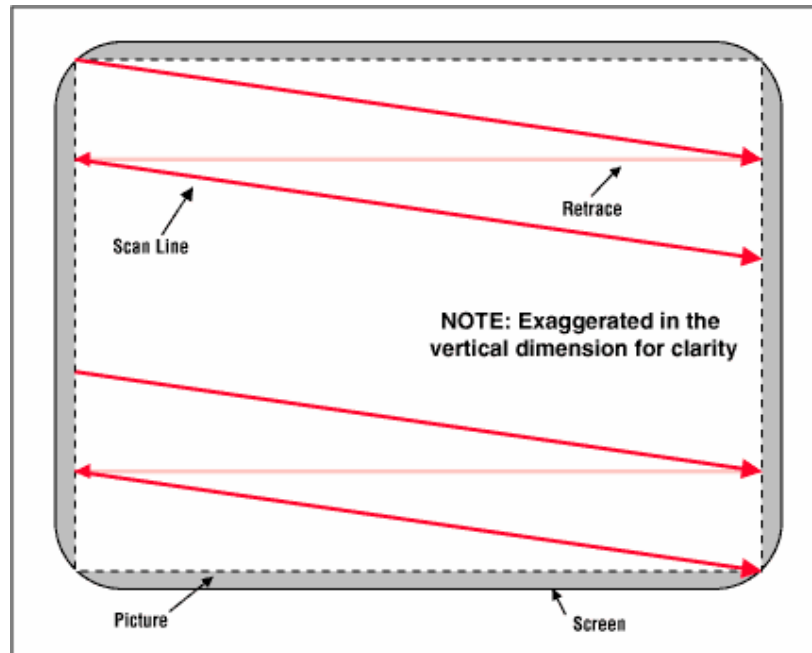 Retrace
Scan Line
NOTE: Exaggerated in the
vertical dimension for clarity
Picture
Screen